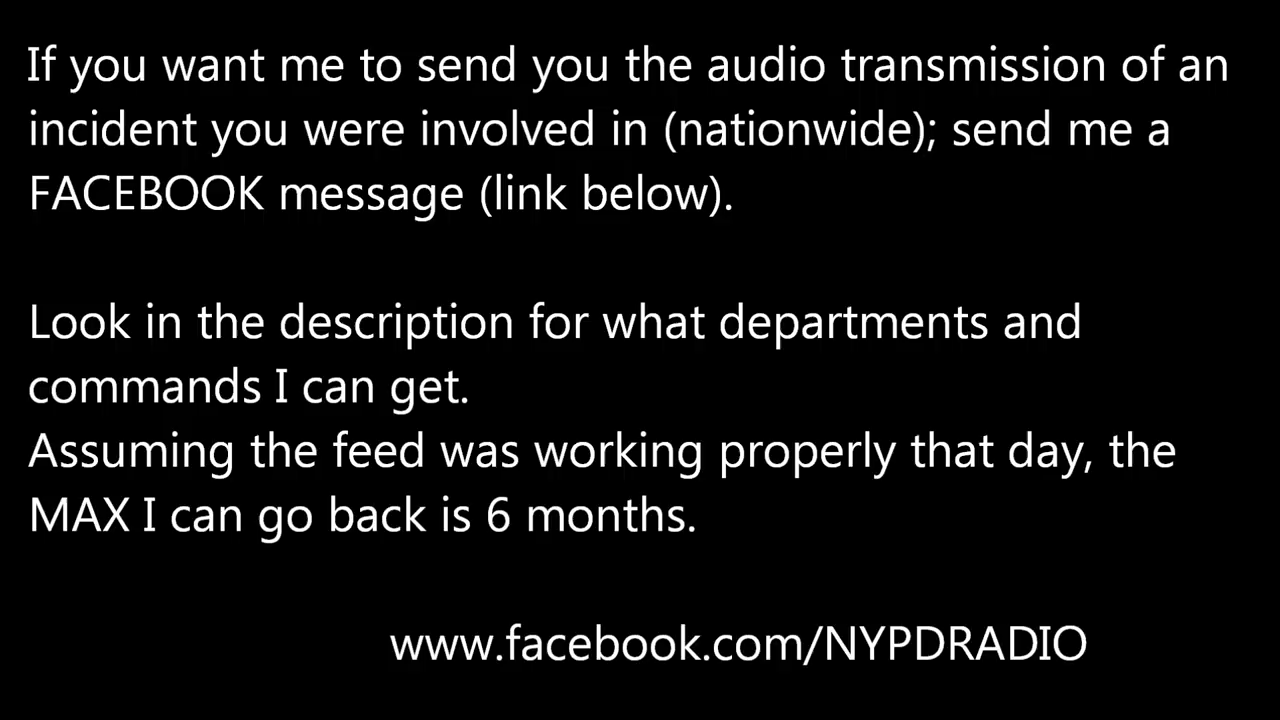 If you want me to send you the audio transmission of an
incident you were involved in (nationwide); send me a
FACEBOOK message (link below).
Look in the description for what departments and
commands I can get.
Assuming the feed was working properly that day, the
MAX I can go back is 6 months.
www.facebook.com/NYPDRADIO